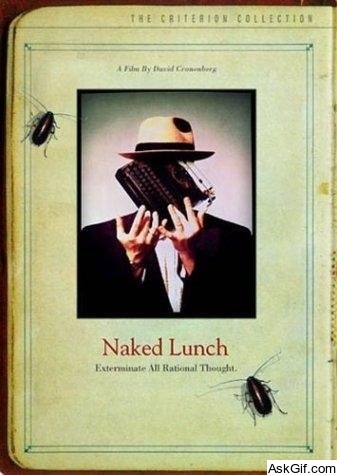 THE CRITERION COLLECTION
A Film By David Cronenberg
Naked Lunch
Exterminate All Rational Thought.
AskGif.com